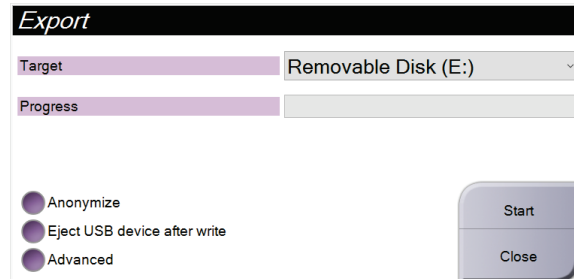 Export
Target
Removable Disk (E:)
Progress
Anonymize
Eject USB device after write
Advanced
Start
Close